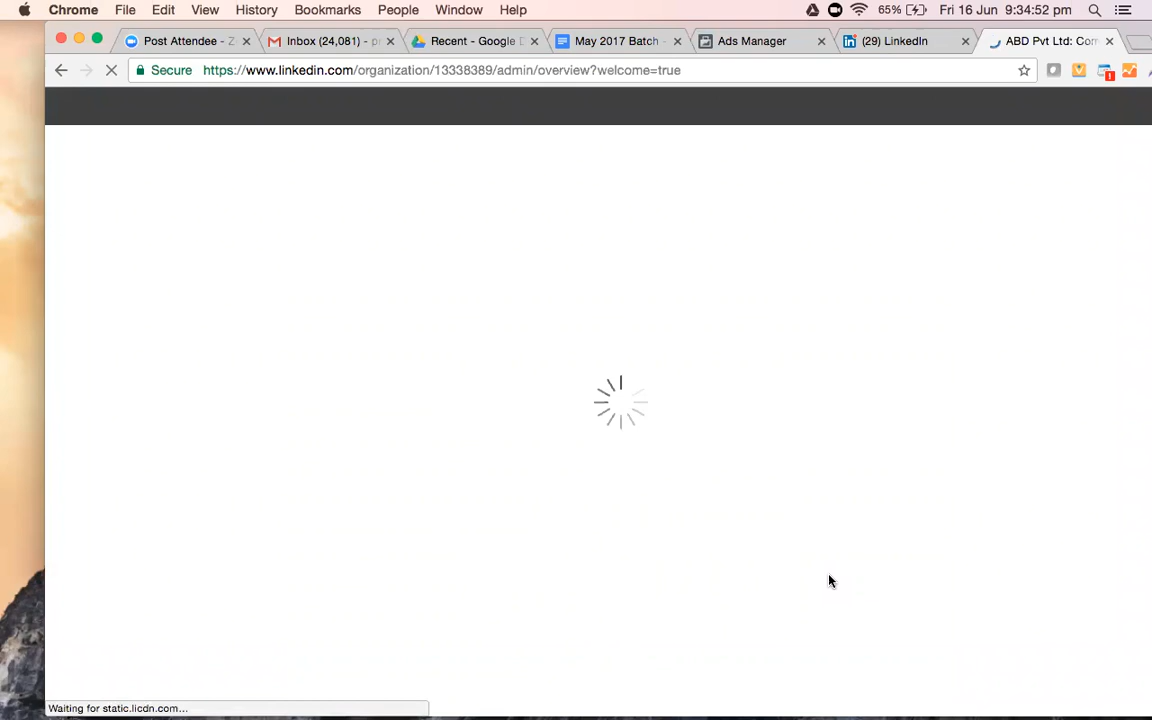 Chrome File Edit View History Bookmarks People Window Help 65% Fri 16 Jun 9:34:52 pm
Post Attendee - Z Inbox (24,081) - p Recent - Google D May 2017 Batch - Ads Manager (29) LinkedIn ABD Pvt Ltd: Com
Secure https://www.linkedin.com/organization/13338389/admin/overview?welcome=true
Waiting for static.licdn.com...